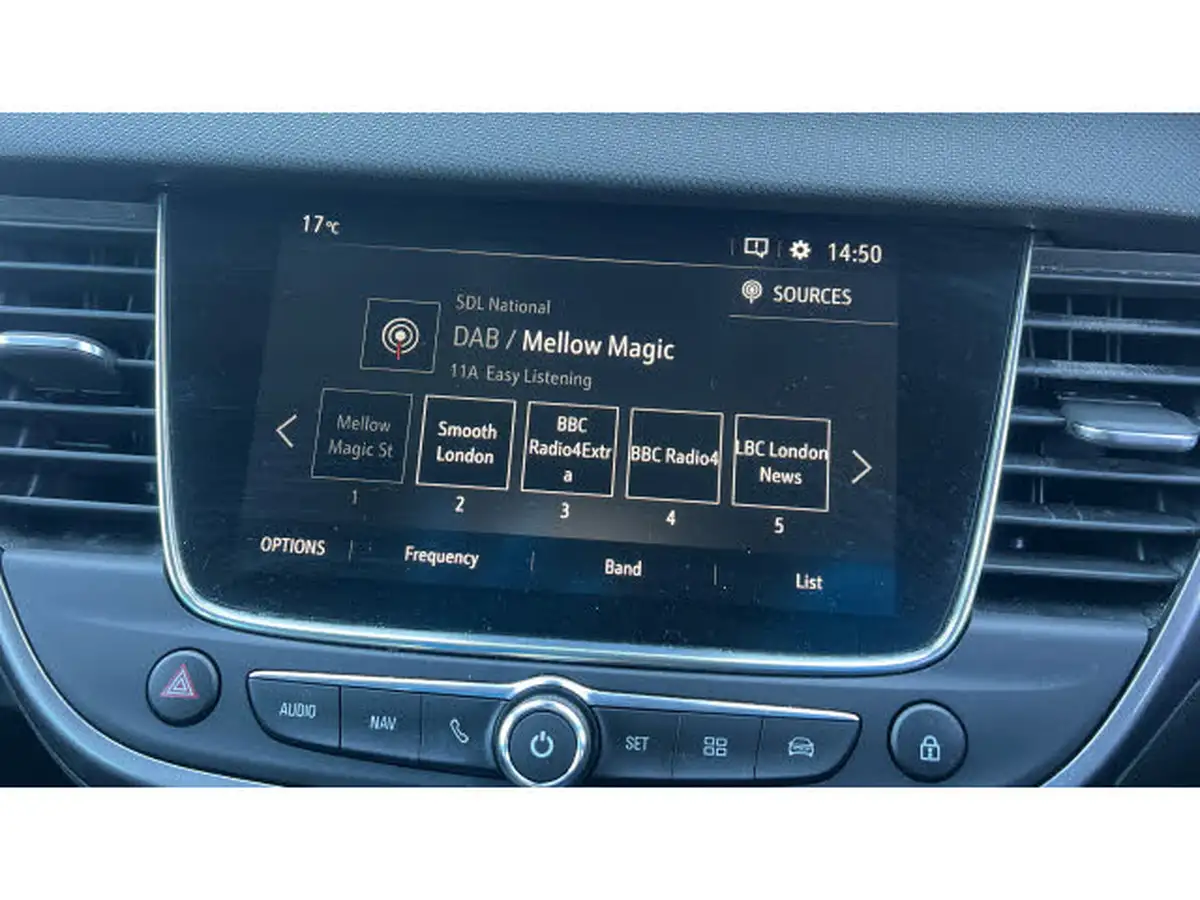 17°C
14:50
SOURCES
SDL National
DAB / Mellow Magic
11A Easy Listening
Mellow
Magic St
Smooth
London
BBC
Radio4Extr
a
BBC Radio4
LBC London
News
1
2
3
4
5
OPTIONS
Frequency
Band
List
AUDIO
NAV
SET